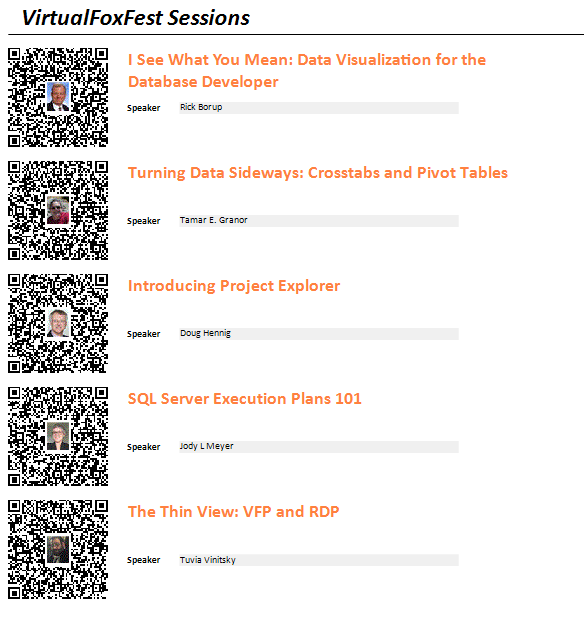 VirtualFoxFest Sessions
I See What You Mean: Data Visualization for the
Database Developer
Speaker Rick Borup
Turning Data Sideways: Crosstabs and Pivot Tables
Speaker Tamar E. Granor
Introducing Project Explorer
Speaker Doug Hennig
SQL Server Execution Plans 101
Speaker Jody L Meyer
The Thin View: VFP and RDP
Speaker Tuvia Vinitsky